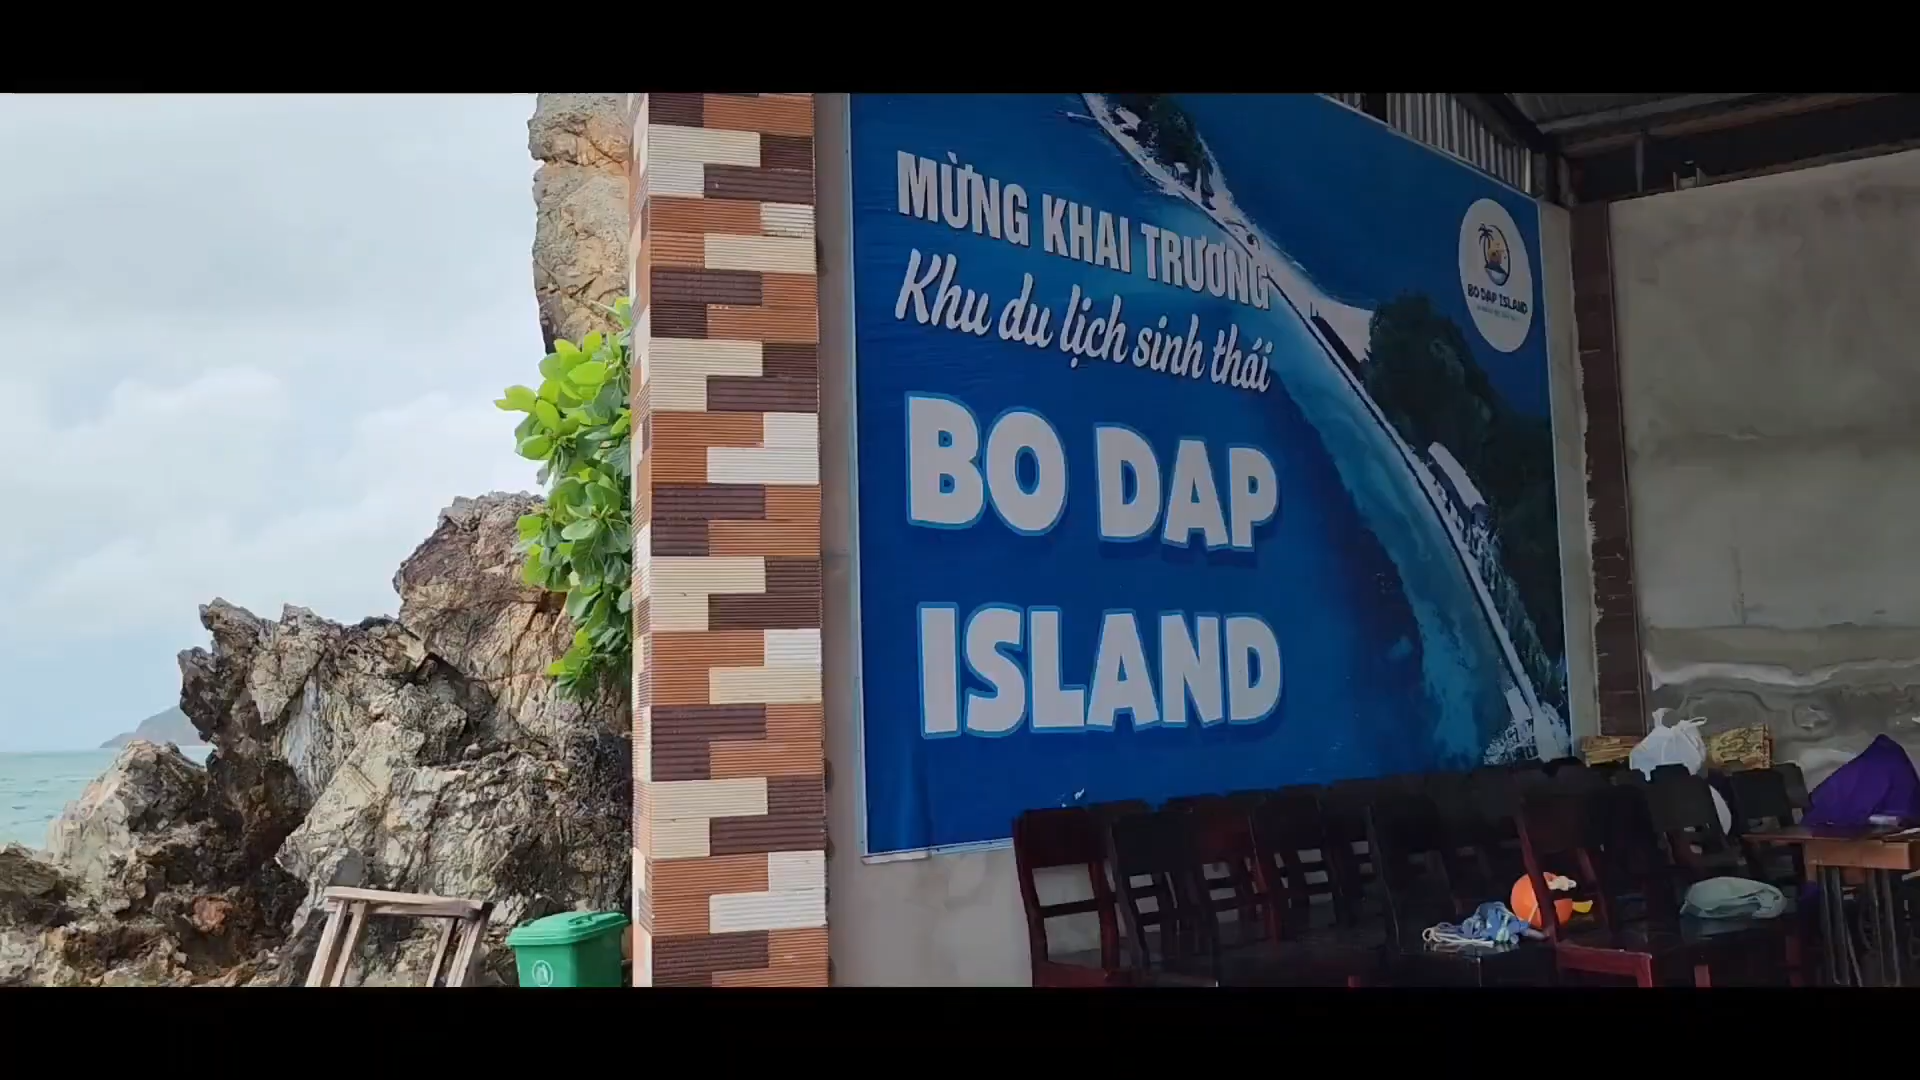 MỪNG KHAI TRƯƠNG
Khu du lịch sinh thái
BO DAP
ISLAND
BO DAP ISLAND